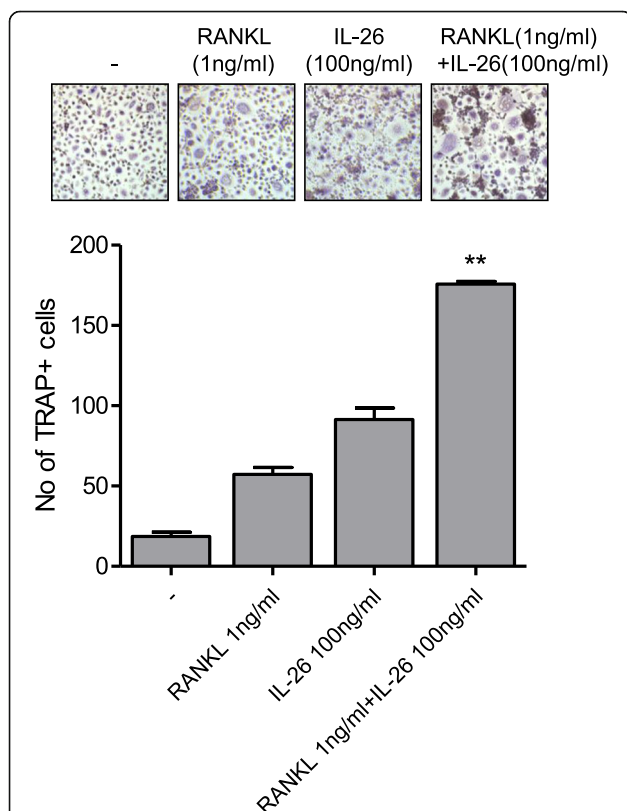 -
RANKL
(1ng/ml)
IL-26
(100ng/ml)
RANKL(1ng/ml)
+IL-26(100ng/ml)
No of TRAP+ cells
200
150
100
50
0
**
-
RANKL 1ng/ml
IL-26 100ng/ml
RANKL 1ng/ml+IL-26 100ng/ml